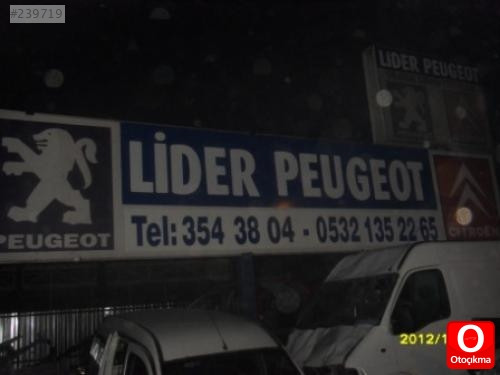 #239719
LİDER PEUGEOT
LİDER PEUGEOT
Tel: 354 38 04 - 0532 135 22 65
PEUGEOT
CITROËN
2012/1
Otoçıkma